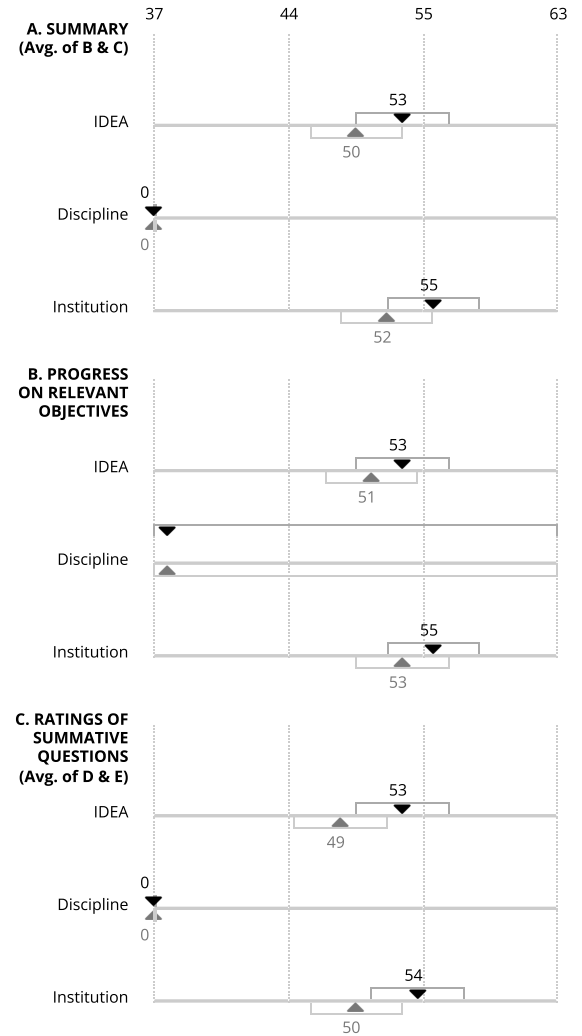 37 44 55 63
A. SUMMARY
(Avg. of B & C)
53
IDEA
50
0
Discipline
0
55
Institution
52
B. PROGRESS
ON RELEVANT
OBJECTIVES
53
IDEA
51
Discipline
55
Institution
53
C. RATINGS OF
SUMMATIVE
QUESTIONS
(Avg. of D & E)
53
IDEA
49
0
Discipline
0
54
Institution
50